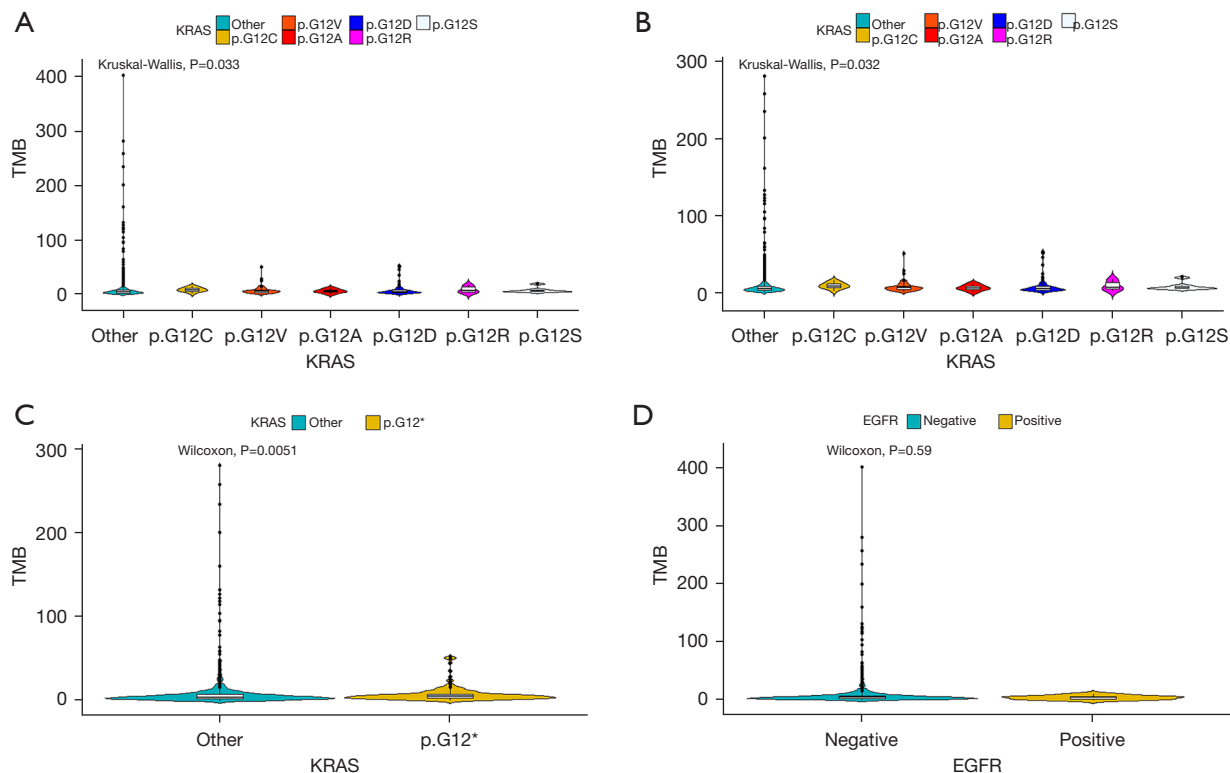 A
KRAS Other p.G12V p.G12D p.G12S
p.G12C p.G12A p.G12R
Kruskal-Wallis, P=0.033
TMB
400
300
200
100
0
Other p.G12C p.G12V p.G12A p.G12D p.G12R p.G12S
KRAS
B
KRAS Other p.G12V p.G12D p.G12S
p.G12C p.G12A p.G12R
Kruskal-Wallis, P=0.032
TMB
300
200
100
0
Other p.G12C p.G12V p.G12A p.G12D p.G12R p.G12S
KRAS
C
KRAS Other p.G12*
Wilcoxon, P=0.0051
TMB
300
200
100
0
Other p.G12*
KRAS
D
EGFR Negative Positive
Wilcoxon, P=0.59
TMB
400
300
200
100
0
Negative Positive
EGFR